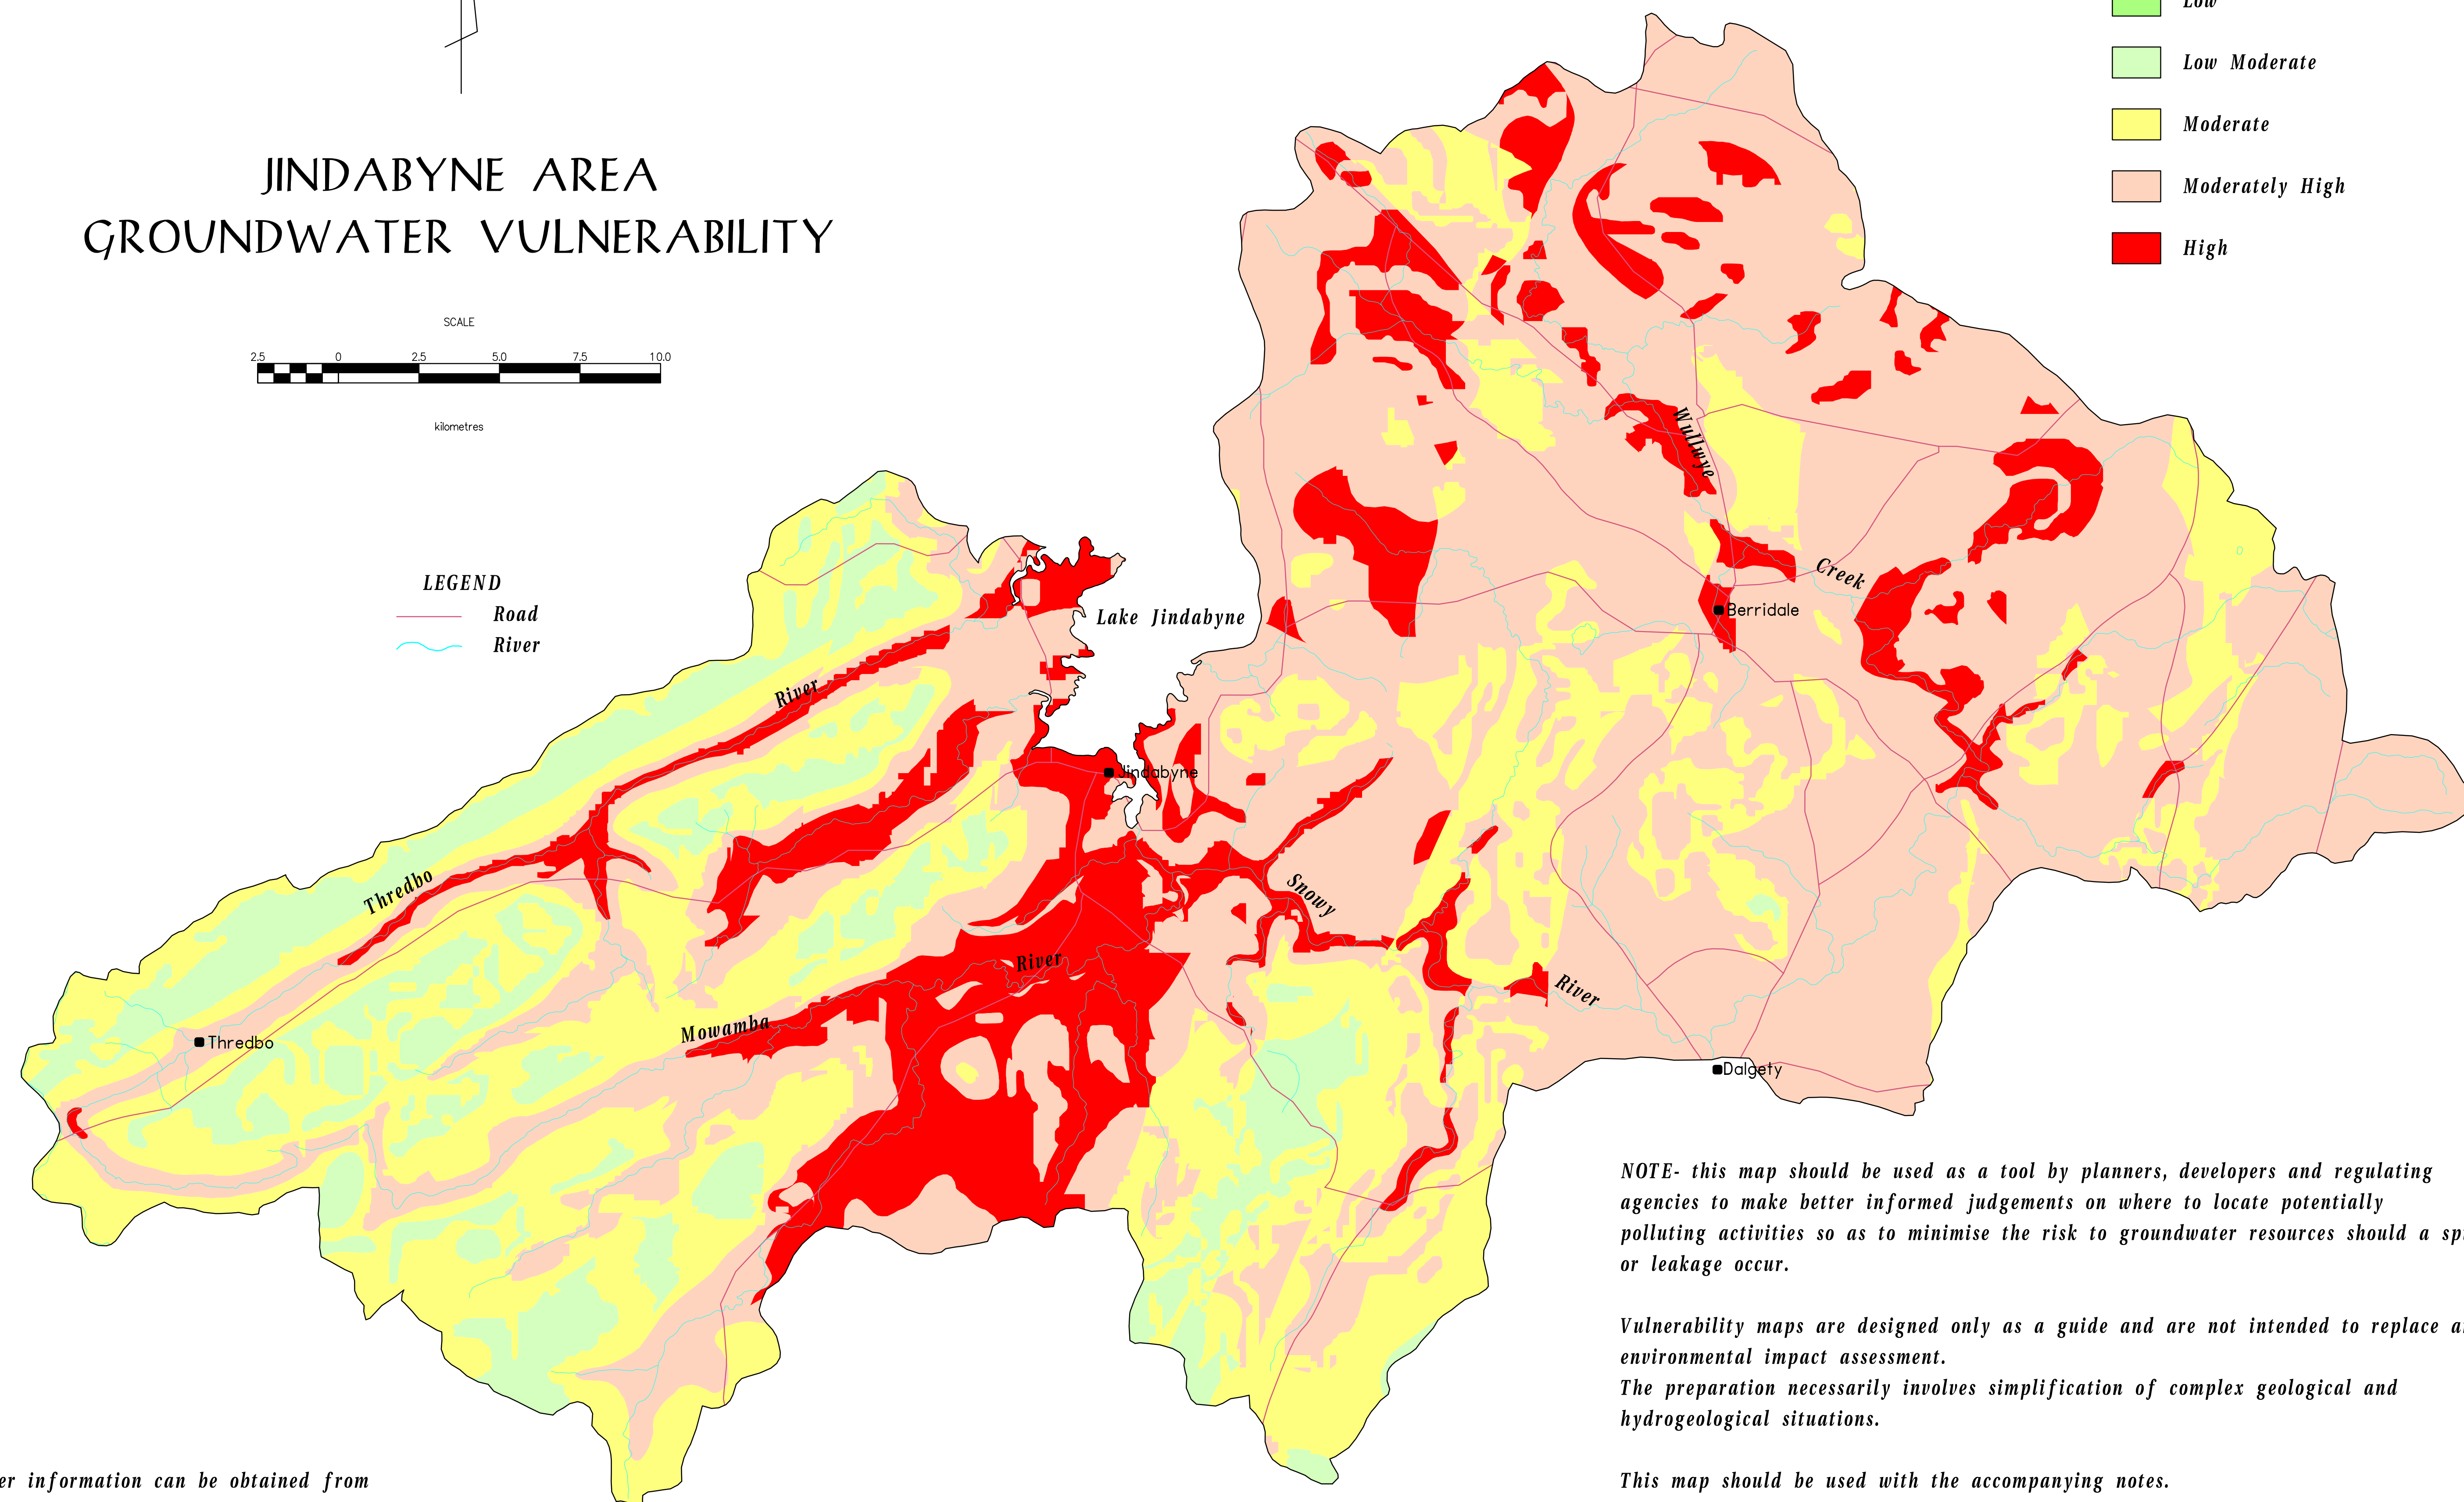 Low
Low Moderate
Moderate
Moderately High
High
JINDABYNE AREA
GROUNDWATER VULNERABILITY
SCALE
2.5 0 2.5 5.0 7.5 10.0
kilometres
LEGEND
Road
River
Wullwye
Creek
Berridale
Lake Jindabyne
River
Jindabyne
Thredbo
Snowy
River
River
Mowamba
Thredbo
Dalgety
NOTE- this map should be used as a tool by planners, developers and regulating
agencies to make better informed judgements on where to locate potentially
polluting activities so as to minimise the risk to groundwater resources should a
or leakage occur.
Vulnerability maps are designed only as a guide and are not intended to replace
environmental impact assessment.
The preparation necessarily involves simplification of complex geological and
hydrogeological situations.
This map should be used with the accompanying notes.
information can be obtained from